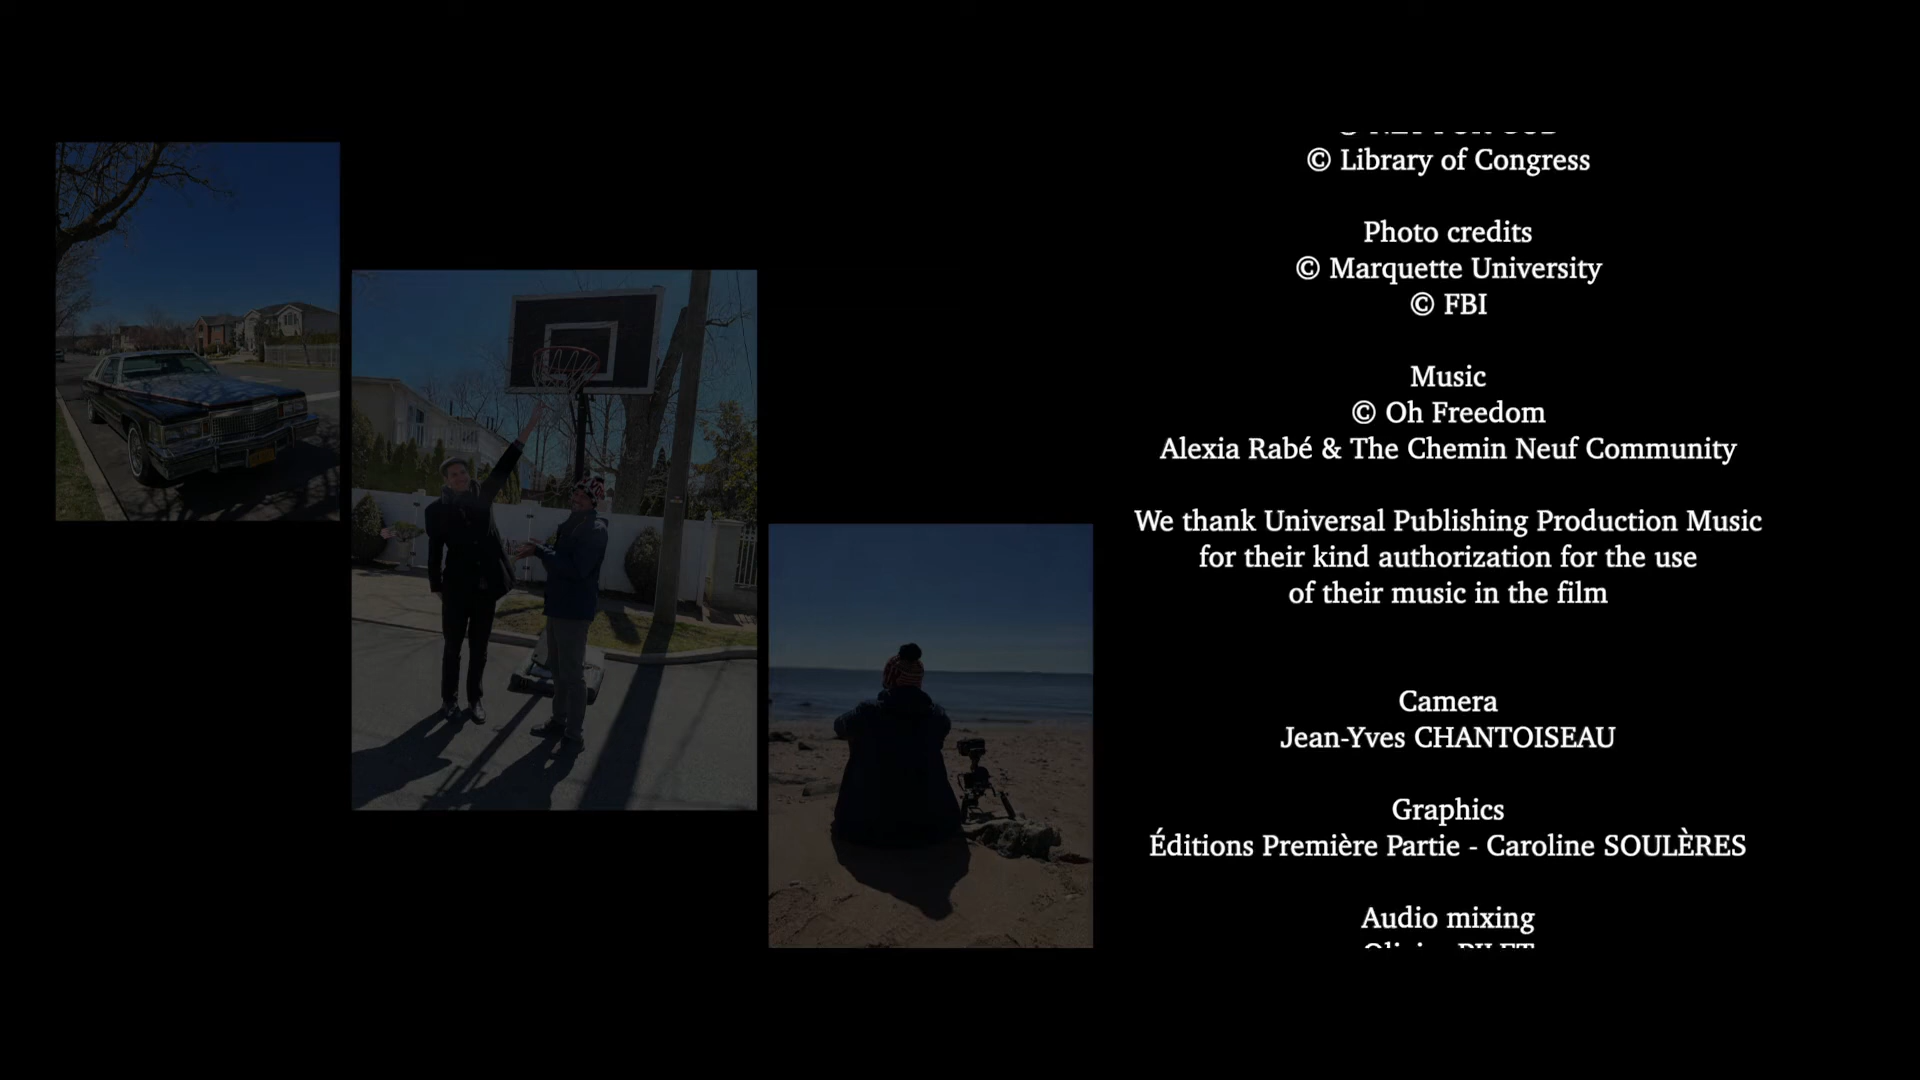 © Library of Congress
Photo credits
© Marquette University
© FBI
Music
© Oh Freedom
Alexia Rabé & The Chemin Neuf Community
We thank Universal Publishing Production Music
for their kind authorization for the use
of their music in the film
Camera
Jean-Yves CHANTOISEAU
Graphics
Éditions Première Partie - Caroline SOULÈRES
Audio mixing